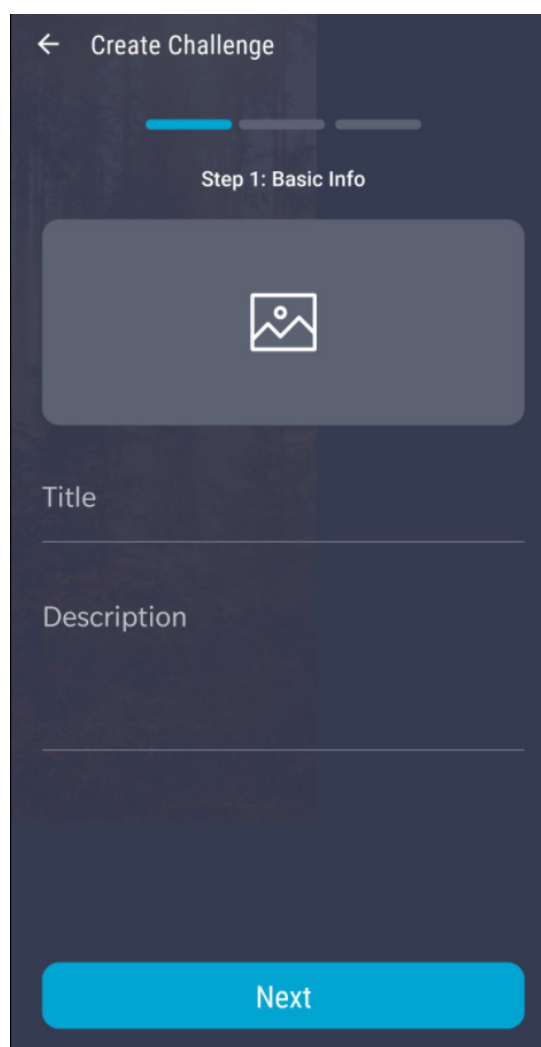 Create Challenge
Step 1: Basic Info
Title
Description
Next